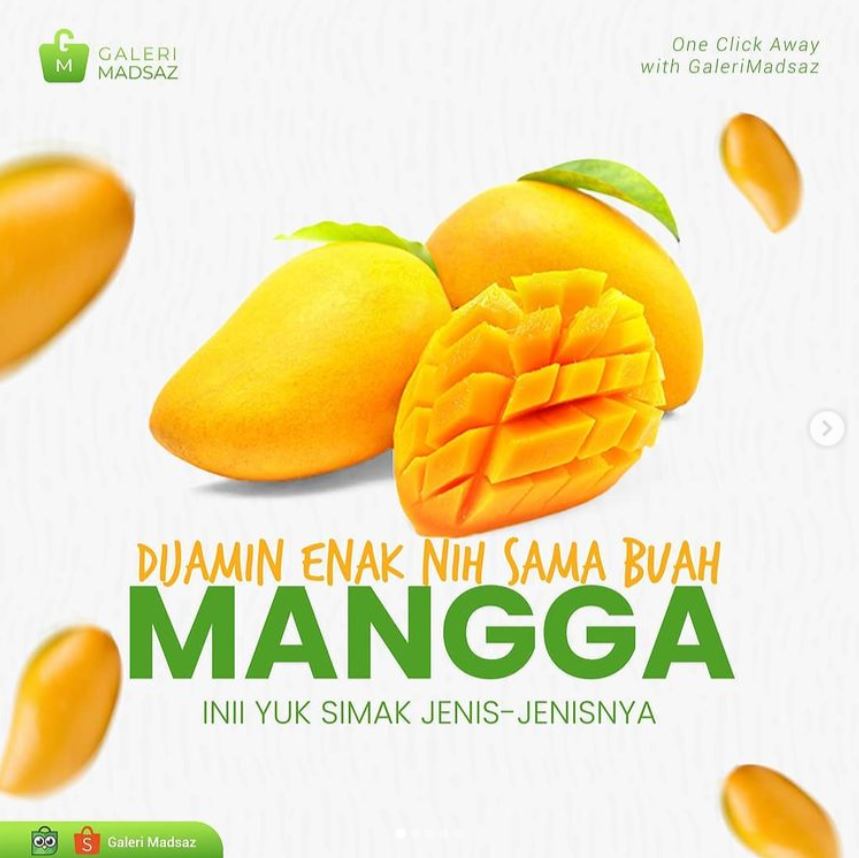 GALERI
MADSAZ
One Click Away
with GaleriMadsaz
DIJAMIN ENAK NIH SAMA BUAH
MANGGA
INII YUK SIMAK JENIS-JENISNYA
Galeri Madsaz